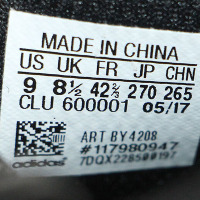 MADE IN CHINA
US UK FR JP CHN
9 8½ 42⅔ 270 265
CLU 600001 05/17
ART BY4208
#117980947
adidas
7DQX228500197